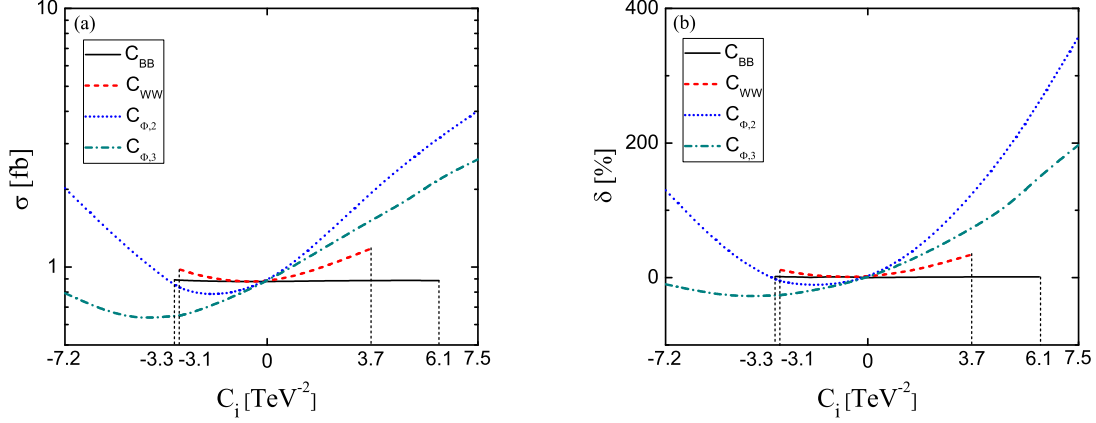 (a)
C_BB
C_WW
C_Φ,2
C_Φ,3
σ [fb]
10
1
-7.2 -3.3 -3.1 0 3.7 6.1 7.5
C_i [TeV^-2]
(b)
C_BB
C_WW
C_Φ,2
C_Φ,3
δ [%]
400
200
0
-7.2 -3.3 -3.1 0 3.7 6.1 7.5
C_i [TeV^-2]